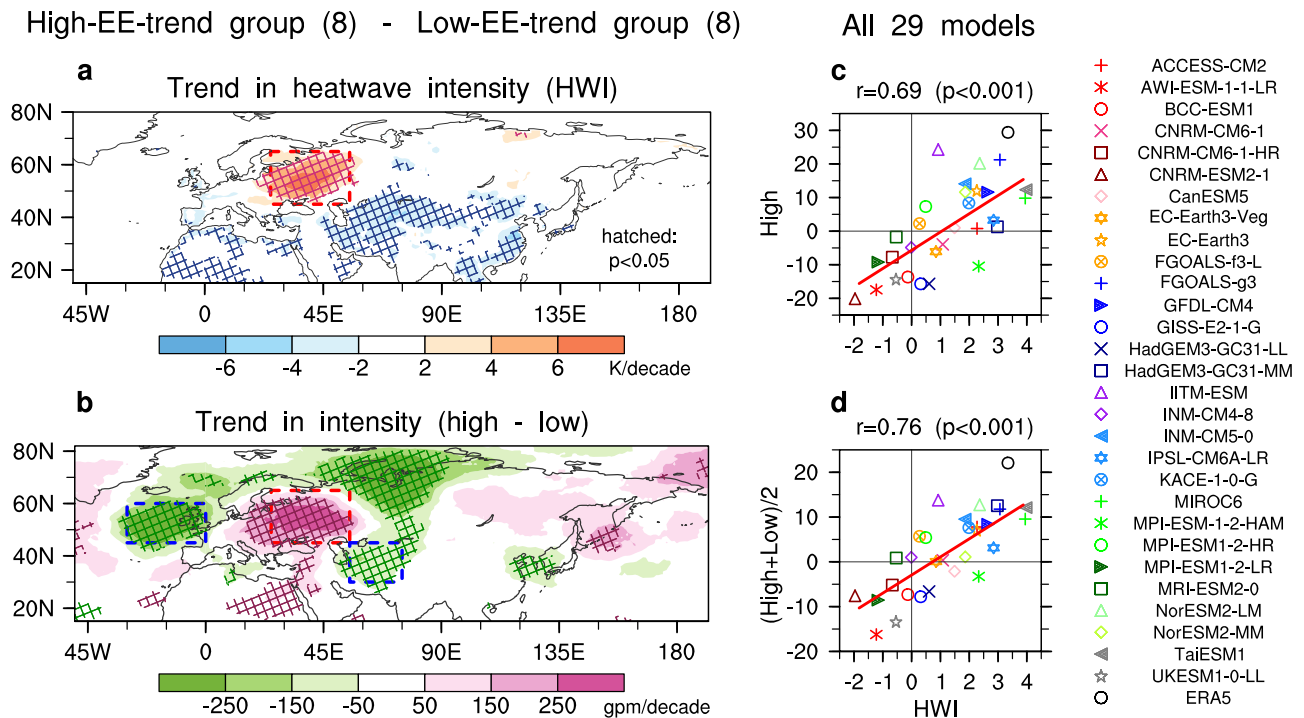 High-EE-trend group (8) - Low-EE-trend group (8)
All 29 models
a
Trend in heatwave intensity (HWI)
80N
60N
40N
20N
hatched:
p<0.05
45W 0 45E 90E 135E 180
-6 -4 -2 2 4 6
K/decade
b
Trend in intensity (high - low)
80N
60N
40N
20N
45W 0 45E 90E 135E 180
-250 -150 -50 50 150 250
gpm/decade
c
r=0.69 (p<0.001)
High
30
20
10
0
-10
-20
-2 -1 0 1 2 3 4
d
r=0.76 (p<0.001)
(High+Low)/2
20
10
0
-10
-20
-2 -1 0 1 2 3 4
HWI
ACCESS-CM2
AWI-ESM-1-1-LR
BCC-ESM1
CNRM-CM6-1
CNRM-CM6-1-HR
CNRM-ESM2-1
CanESM5
EC-Earth3-Veg
EC-Earth3
FGOALS-f3-L
FGOALS-g3
GFDL-CM4
GISS-E2-1-G
HadGEM3-GC31-LL
HadGEM3-GC31-MM
IITM-ESM
INM-CM4-8
INM-CM5-0
IPSL-CM6A-LR
KACE-1-0-G
MIROC6
MPI-ESM-1-2-HAM
MPI-ESM1-2-HR
MPI-ESM1-2-LR
MRI-ESM2-0
NorESM2-LM
NorESM2-MM
TaiESM1
UKESM1-0-LL
ERA5